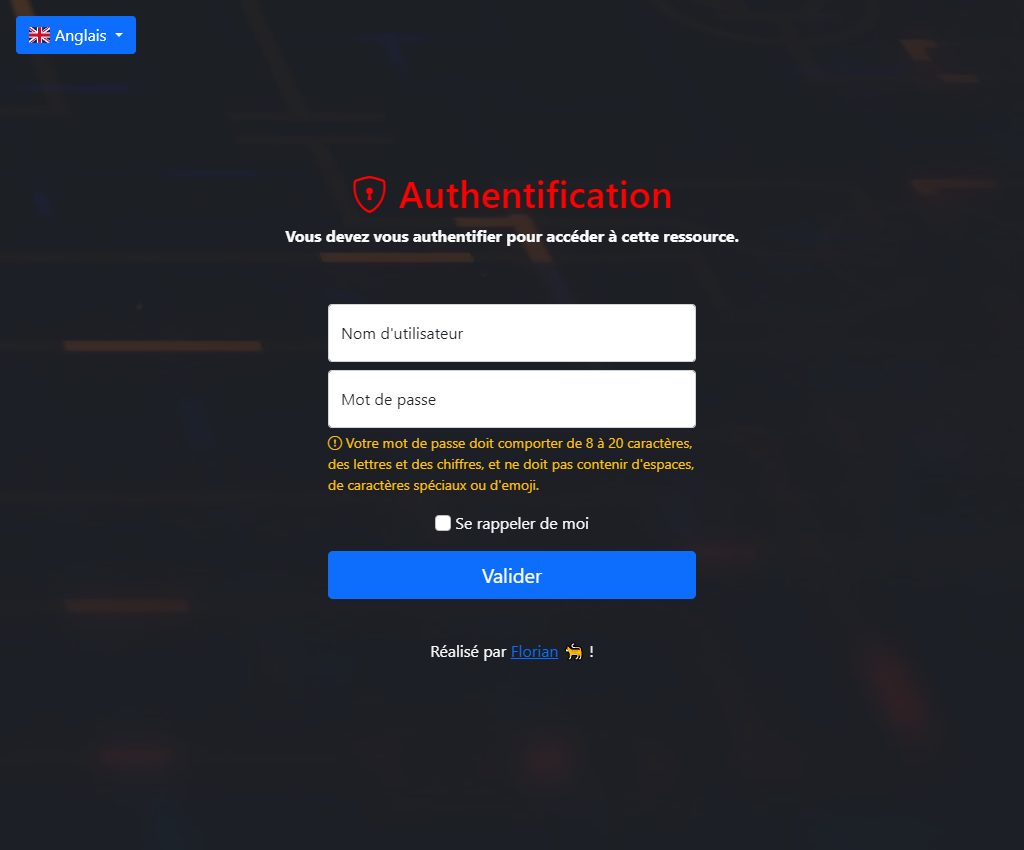 Anglais
Authentification
Vous devez vous authentifier pour accéder à cette ressource.
Nom d'utilisateur
Mot de passe
Votre mot de passe doit comporter de 8 à 20 caractères,
des lettres et des chiffres, et ne doit pas contenir d'espaces,
de caractères spéciaux ou d'emoji.
Se rappeler de moi
Valider
Réalisé par Florian 🐈 !